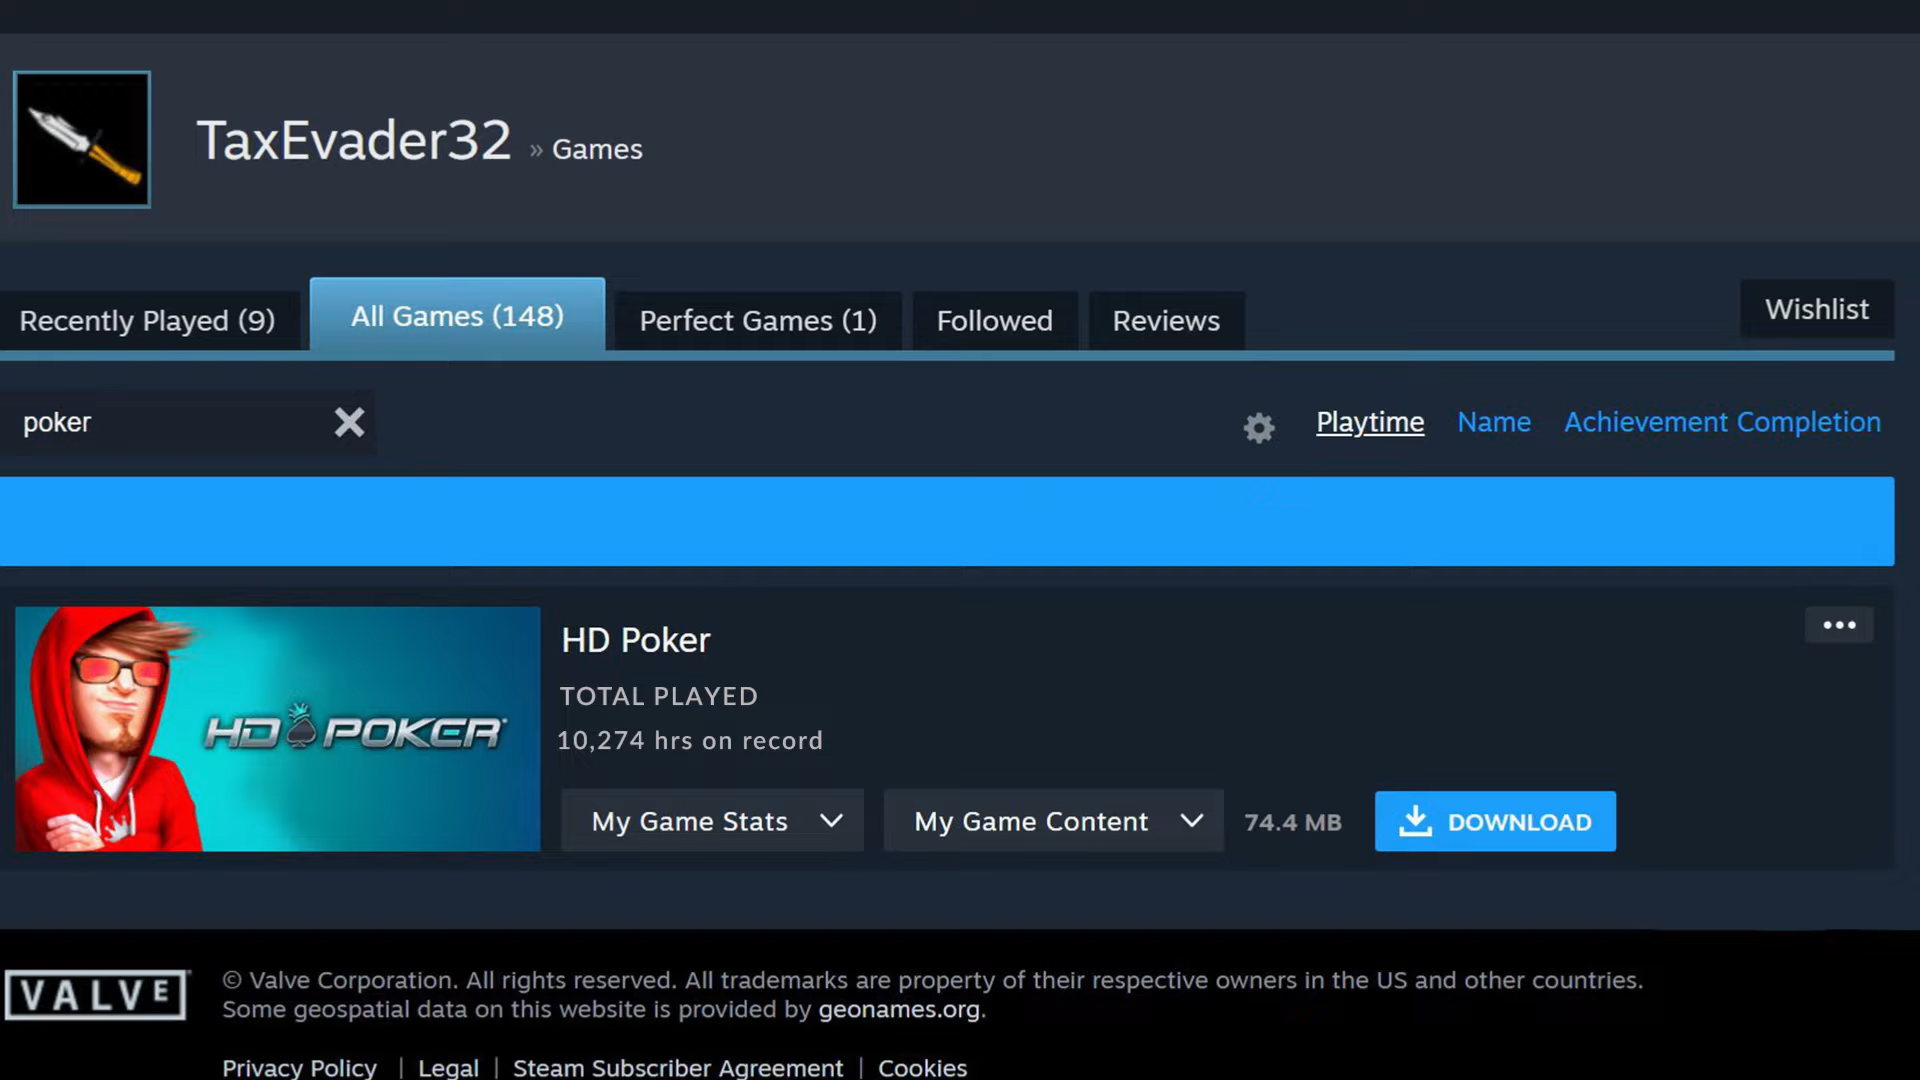 TaxEvader32 » Games
Recently Played (9) All Games (148) Perfect Games (1) Followed Reviews Wishlist
poker Playtime Name Achievement Completion
HD Poker
TOTAL PLAYED
HD POKER
10,274 hrs on record
My Game Stats My Game Content 74.4 MB DOWNLOAD
VALVE © Valve Corporation. All rights reserved. All trademarks are property of their respective owners in the US and other countries.
Some geospatial data on this website is provided by geonames.org.
Privacy Policy | Legal | Steam Subscriber Agreement | Cookies